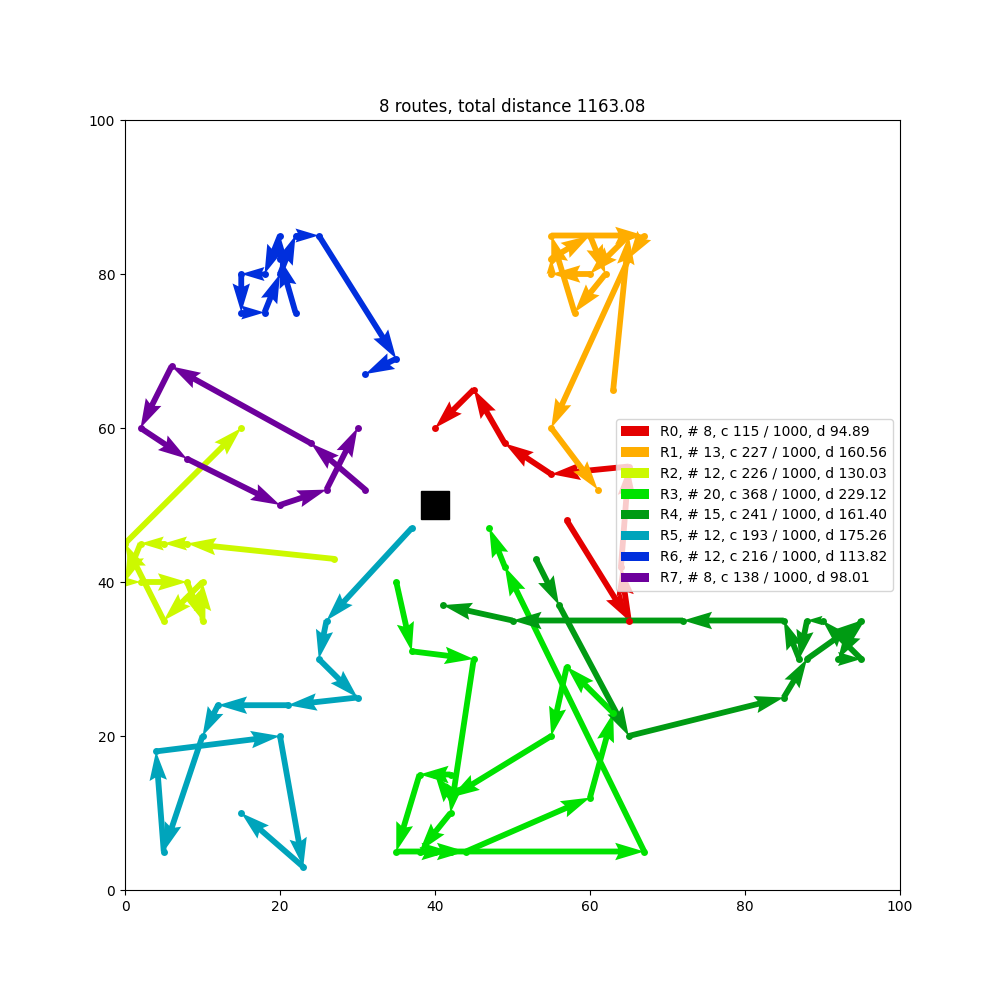 8 routes, total distance 1163.08
100
80
60
40
20
0
R0, # 8, c 115 / 1000, d 94.89
R1, # 13, c 227 / 1000, d 160.56
R2, # 12, c 226 / 1000, d 130.03
R3, # 20, c 368 / 1000, d 229.12
R4, # 15, c 241 / 1000, d 161.40
R5, # 12, c 193 / 1000, d 175.26
R6, # 12, c 216 / 1000, d 113.82
R7, # 8, c 138 / 1000, d 98.01
0 20 40 60 80 100